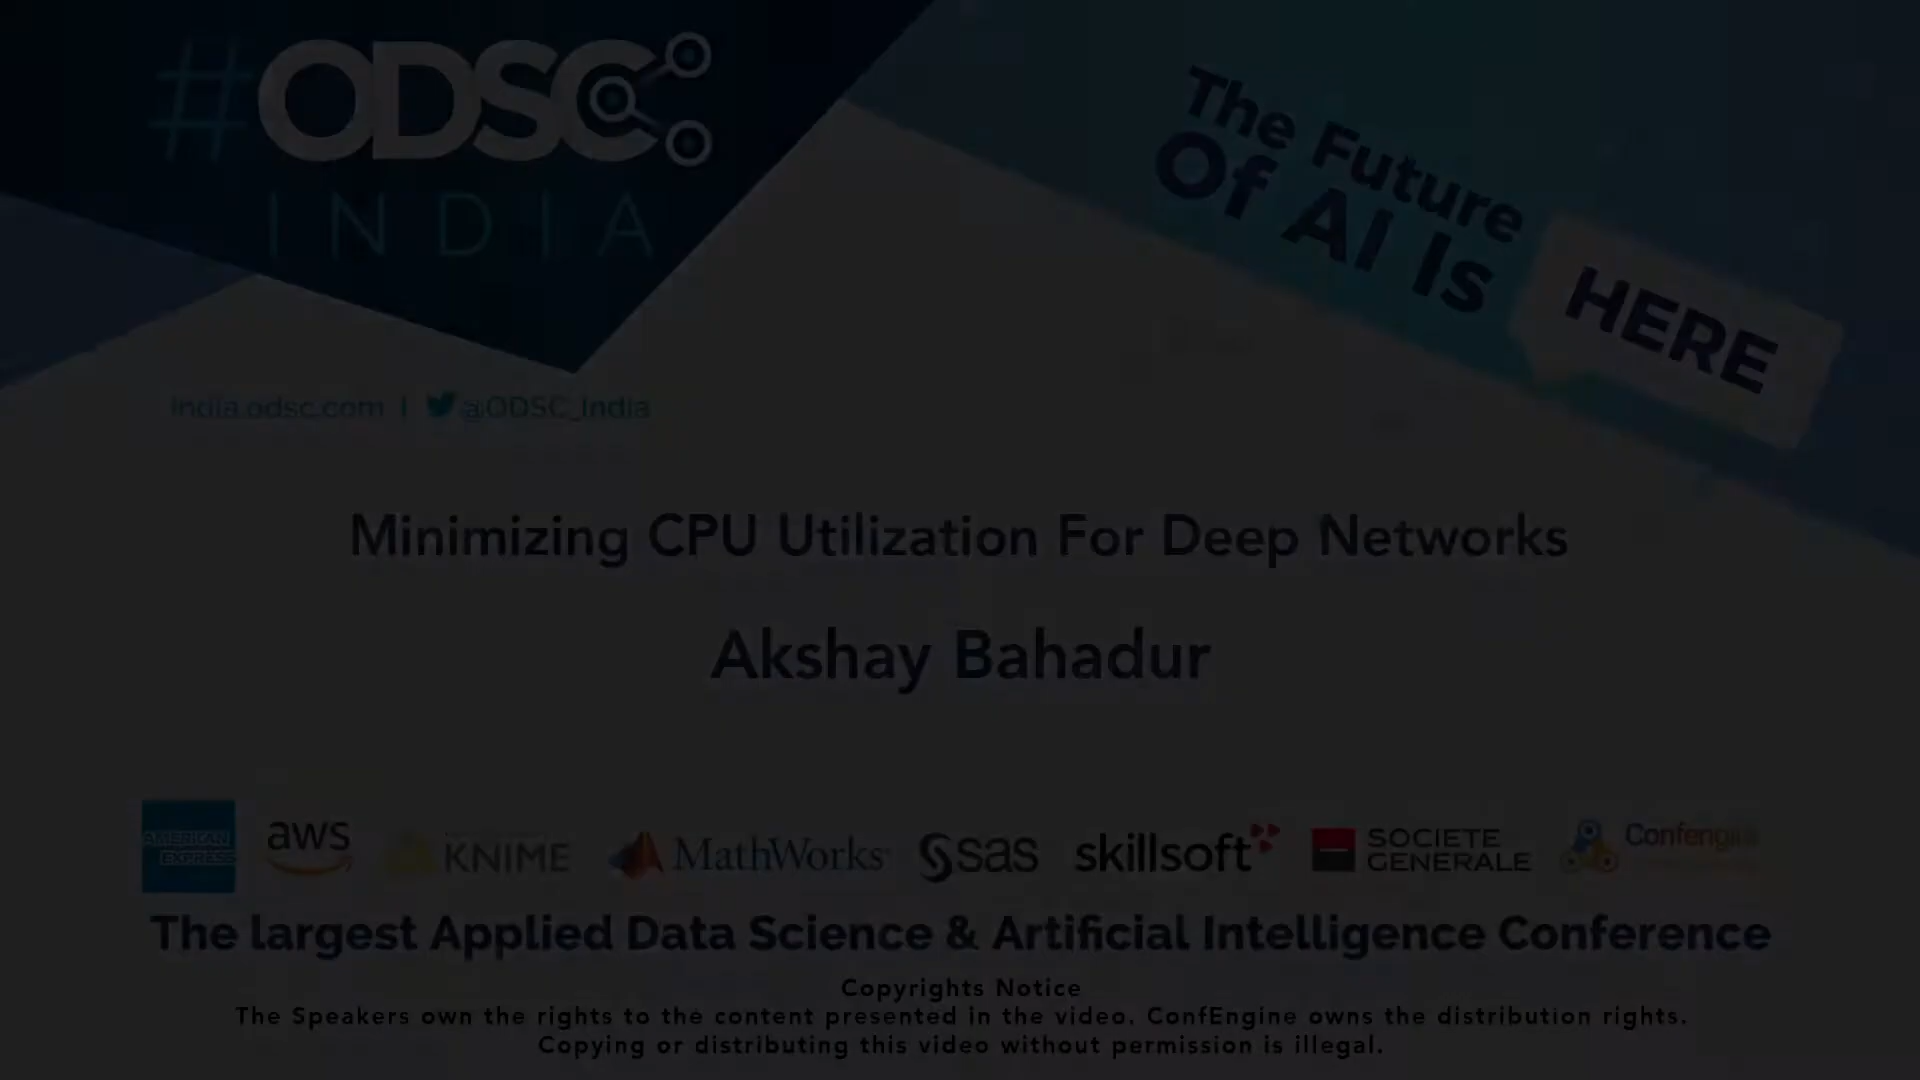 #ODSC
INDIA
The Future
Of AI Is
HERE
india.odsc.com | @ODSC_India
Minimizing CPU Utilization For Deep Networks
Akshay Bahadur
AMERICAN
EXPRESS
aws
KNIME
MathWorks
sas
skillsoft
SOCIETE
GENERALE
Confengine
The largest Applied Data Science & Artificial Intelligence Conference
Copyrights Notice
The Speakers own the rights to the content presented in the video. ConfEngine owns the distribution rights.
Copying or distributing this video without permission is illegal.